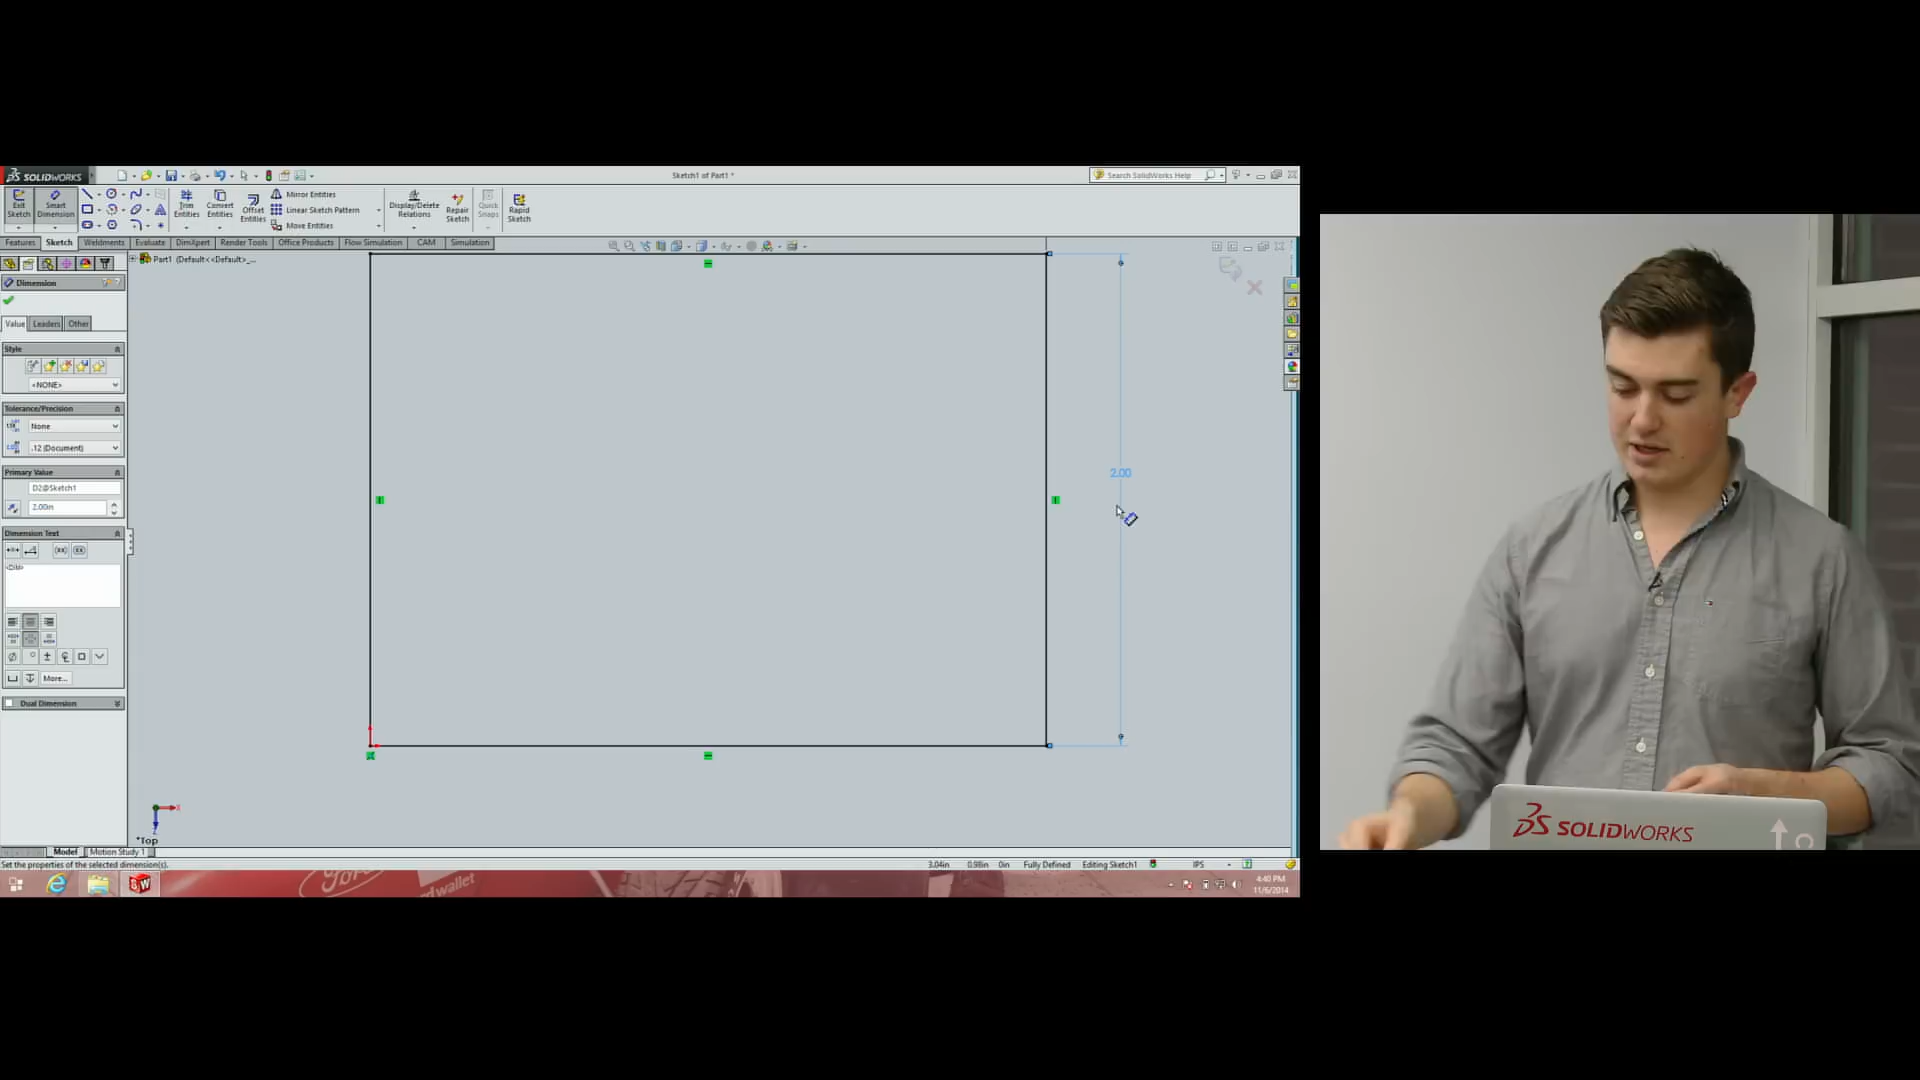 SOLIDWORKS
Sketch1 of Part1 *
Search SolidWorks Help
Exit Sketch
Smart Dimension
Trim Entities
Convert Entities
Offset Entities
Mirror Entities
Linear Sketch Pattern
Move Entities
Display/Delete Relations
Repair Sketch
Quick Snaps
Rapid Sketch
Features Sketch Weldments Evaluate DimXpert Render Tools Office Products Flow Simulation CAM Simulation
Part1 (Default<<Default>_...
Dimension
Value Leaders Other
Style
<NONE>
Tolerance/Precision
None
.12 (Document)
Primary Value
D2@Sketch1
2.00in
Dimension Text
<DIM>
More...
Dual Dimension
2.00
*Top
Model Motion Study 1
Set the properties of the selected dimension(s).
3.04in 0.98in 0in Fully Defined Editing Sketch1 IPS
Ford
4:40 PM
11/6/2014
SOLIDWORKS